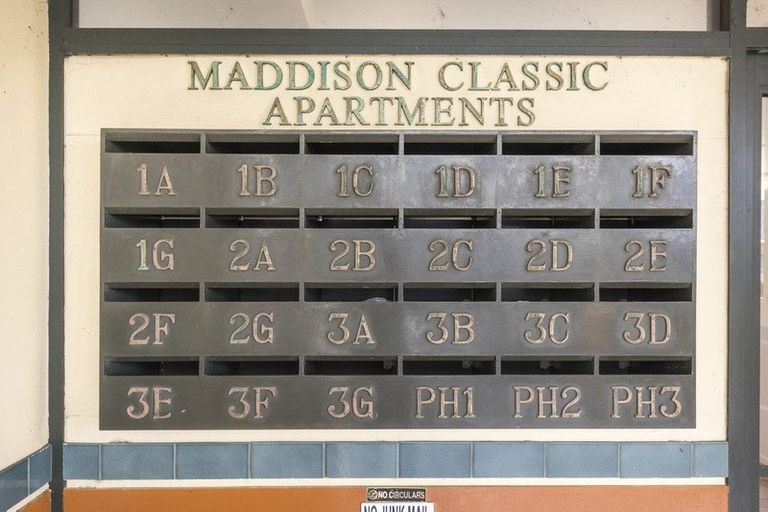 MADDISON CLASSIC
APARTMENTS
1A 1B 1C 1D 1E 1F
1G 2A 2B 2C 2D 2E
2F 2G 3A 3B 3C 3D
3E 3F 3G PH1 PH2 PH3
NO CIRCULARS
NO JUNK MAIL